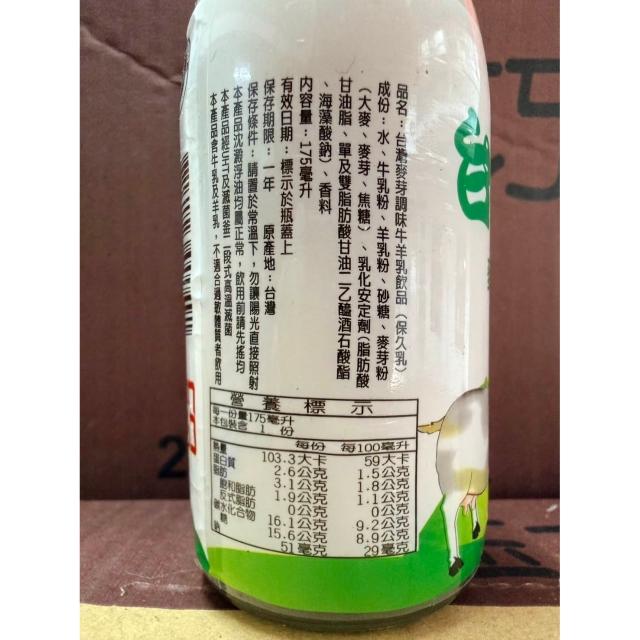 品名：台灣麥芽調味牛羊乳飲品（保久乳）
成份：水、牛乳粉、羊乳粉、砂糖、麥芽粉
（大麥、麥芽、焦糖）、乳化安定劑（脂肪酸
甘油脂、單及雙脂肪酸甘油二乙醯酒石酸酯
、海藻酸鈉）、香料
內容量：175毫升
有效日期：標示於瓶蓋上
保存期限：一年 原產地：台灣
保存條件：請置於常溫下，勿讓陽光直接照射
本產品沈澱浮油均屬正常，飲用前請先搖均
本產品經三丁及滅菌釜二段式高溫滅菌
本產品含牛乳及羊乳，不適合過敏體質者飲用
營養標示
每一份量175毫升
本包裝含 1 份
每份 每100毫升
熱量 103.3大卡 59大卡
蛋白質 2.6公克 1.5公克
脂肪 3.1公克 1.8公克
飽和脂肪 1.9公克 1.1公克
反式脂肪 0公克 0公克
碳水化合物 16.1公克 9.2公克
糖 15.6公克 8.9公克
鈉 51毫克 29毫克